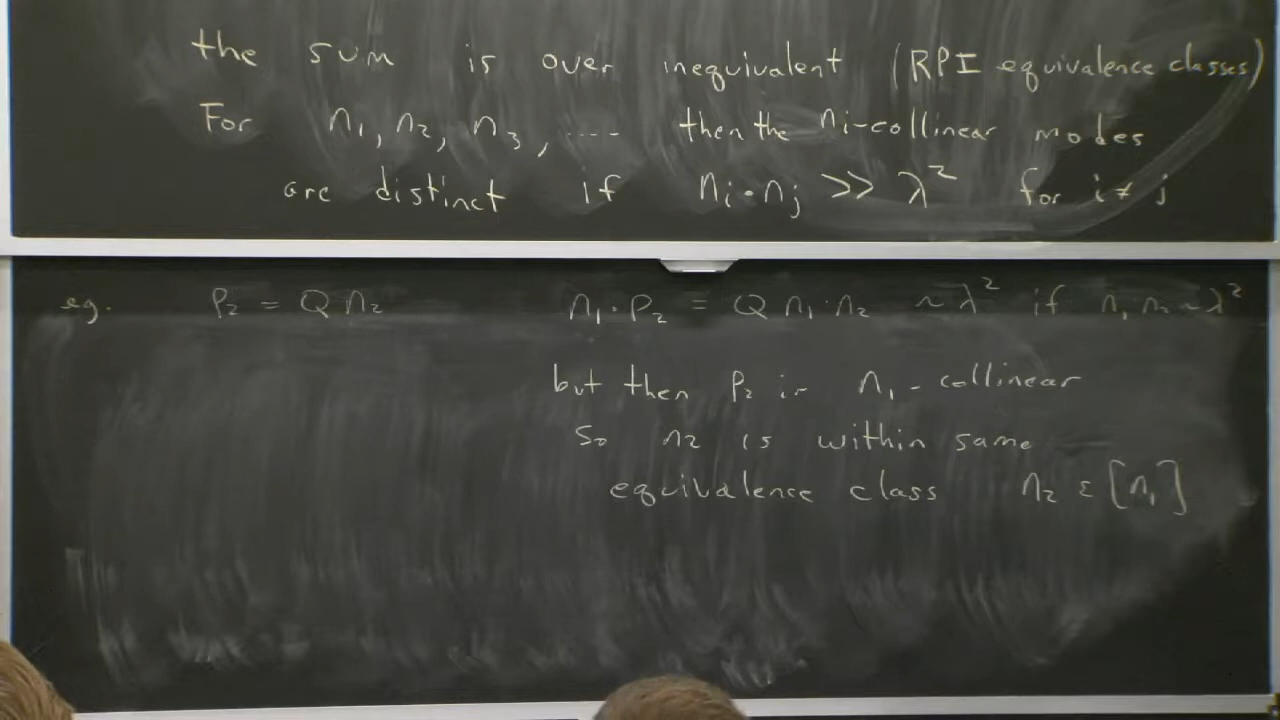 the sum is over inequivalent (RPI equivalence classes)
For n₁, n₂, n₃, .... then the nᵢ-collinear modes
are distinct if nᵢ·nⱼ >> λ² for i ≠ j
eg. P₂ = Q n₂ n₁·P₂ = Q n₁·n₂ ~ λ² if n₁ n₂ ~ λ²
but then P₂ is n₁-collinear
So n₂ is within same
equivalence class n₂ ε [n₁]